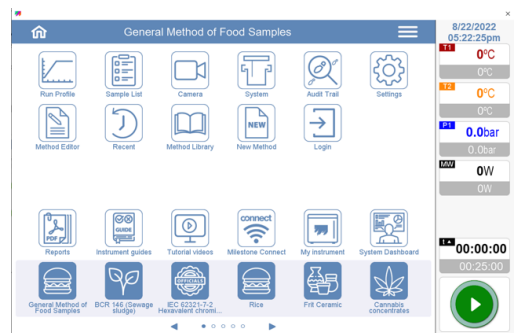 General Method of Food Samples
8/22/2022
05:22:25pm
T1
0°C
0°C
T2
0°C
0°C
P1
0.0bar
0.0bar
MW
0W
0W
t
00:00:00
00:25:00
Run Profile
Sample List
Camera
System
Audit Trail
Settings
NEW
Method Editor
Recent
Method Library
New Method
Login
PDF
GUIDE
connect
Reports
Instrument guides
Tutorial videos
Milestone Connect
My instrument
System Dashboard
OFFICIALS
General Method of
Food Samples
BCR 146 (Sewage
sludge)
IEC 62321-7-2
Hexavalent chromi...
Rice
Frit Ceramic
Cannabis
concentrates